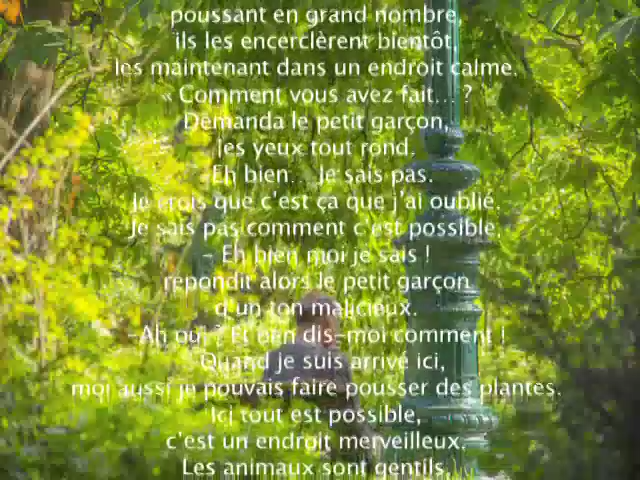 poussant en grand nombre,
ils les encerclèrent bientôt,
les maintenant dans un endroit calme.
« Comment vous avez fait... ?
Demanda le petit garçon,
les yeux tout rond.
-Eh bien... Je sais pas.
Je crois que c'est ça que j'ai oublié.
Je sais pas comment c'est possible.
- Eh bien moi je sais !
répondit alors le petit garçon
d'un ton malicieux.
-Ah oui ? Et ben dis-moi comment !
-Quand je suis arrivé ici,
moi aussi je pouvais faire pousser des plantes.
Ici tout est possible,
c'est un endroit merveilleux.
Les animaux sont gentils,